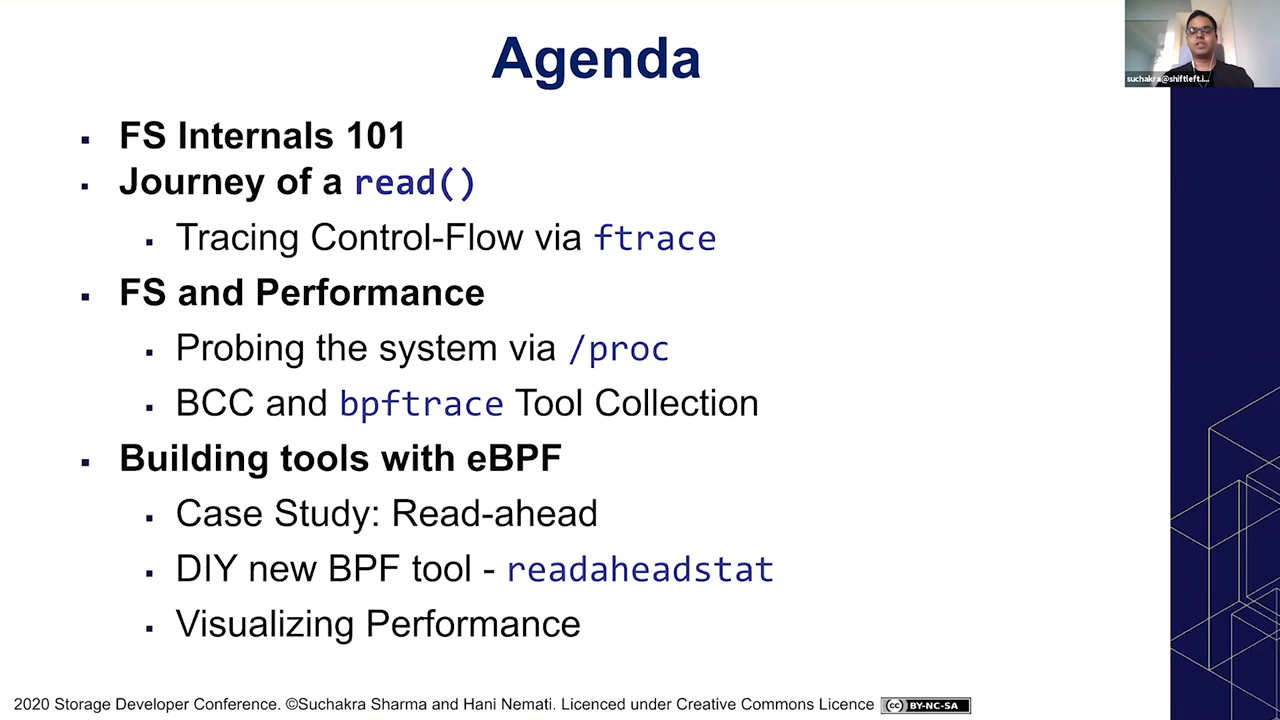 Agenda
suchakra@shiftleft.i...
▪ FS Internals 101
▪ Journey of a read()
▪ Tracing Control-Flow via ftrace
▪ FS and Performance
▪ Probing the system via /proc
▪ BCC and bpftrace Tool Collection
▪ Building tools with eBPF
▪ Case Study: Read-ahead
▪ DIY new BPF tool - readaheadstat
▪ Visualizing Performance
2020 Storage Developer Conference. ©Suchakra Sharma and Hani Nemati. Licenced under Creative Commons Licence (cc) BY-NC-SA